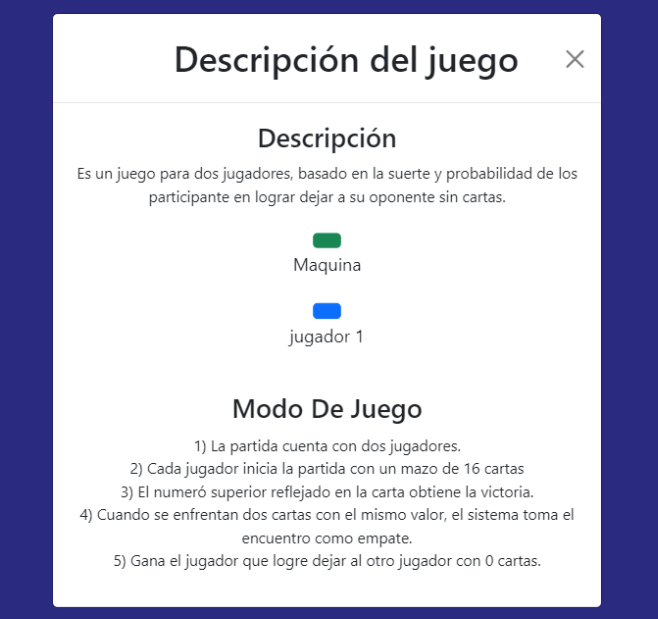 Descripción del juego
Descripción
Es un juego para dos jugadores, basado en la suerte y probabilidad de los
participante en lograr dejar a su oponente sin cartas.
Maquina
jugador 1
Modo De Juego
1) La partida cuenta con dos jugadores.
2) Cada jugador inicia la partida con un mazo de 16 cartas
3) El numeró superior reflejado en la carta obtiene la victoria.
4) Cuando se enfrentan dos cartas con el mismo valor, el sistema toma el
encuentro como empate.
5) Gana el jugador que logre dejar al otro jugador con 0 cartas.